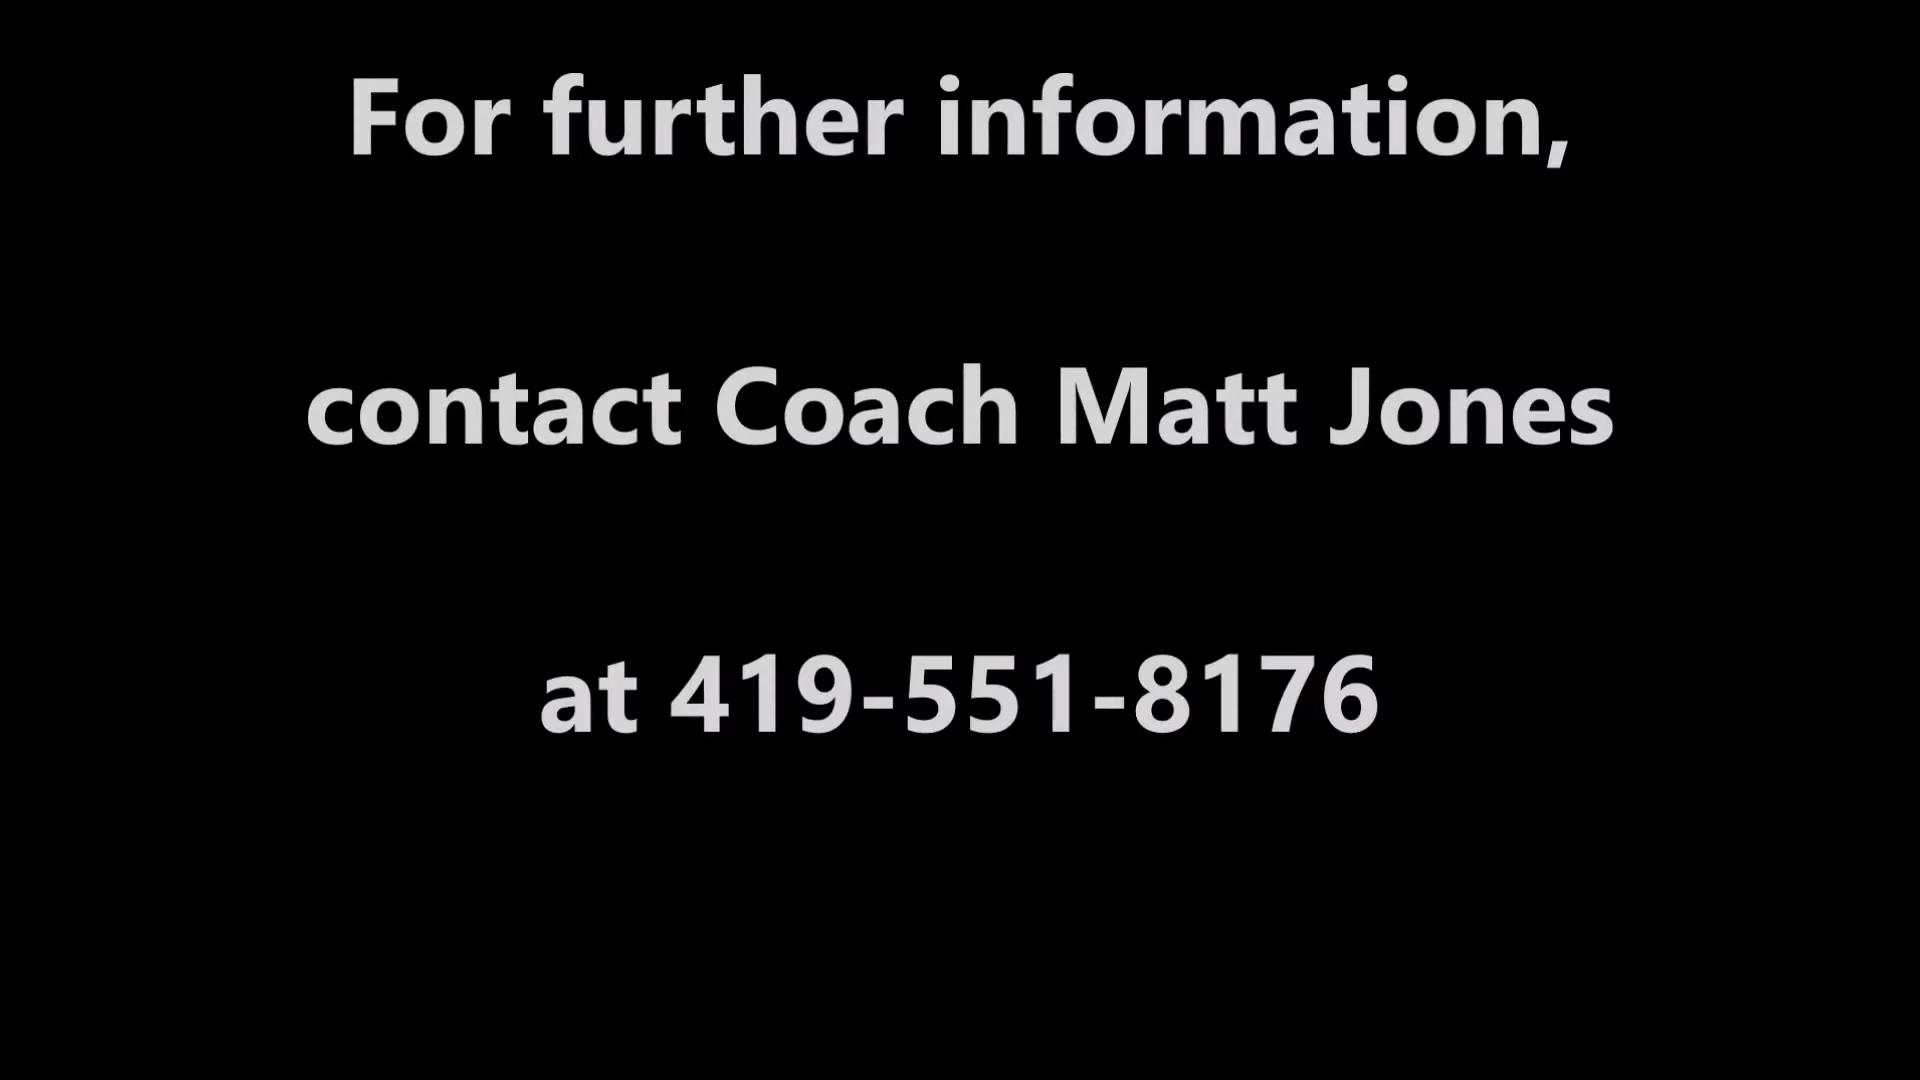 For further information,
contact Coach Matt Jones
at 419-551-8176